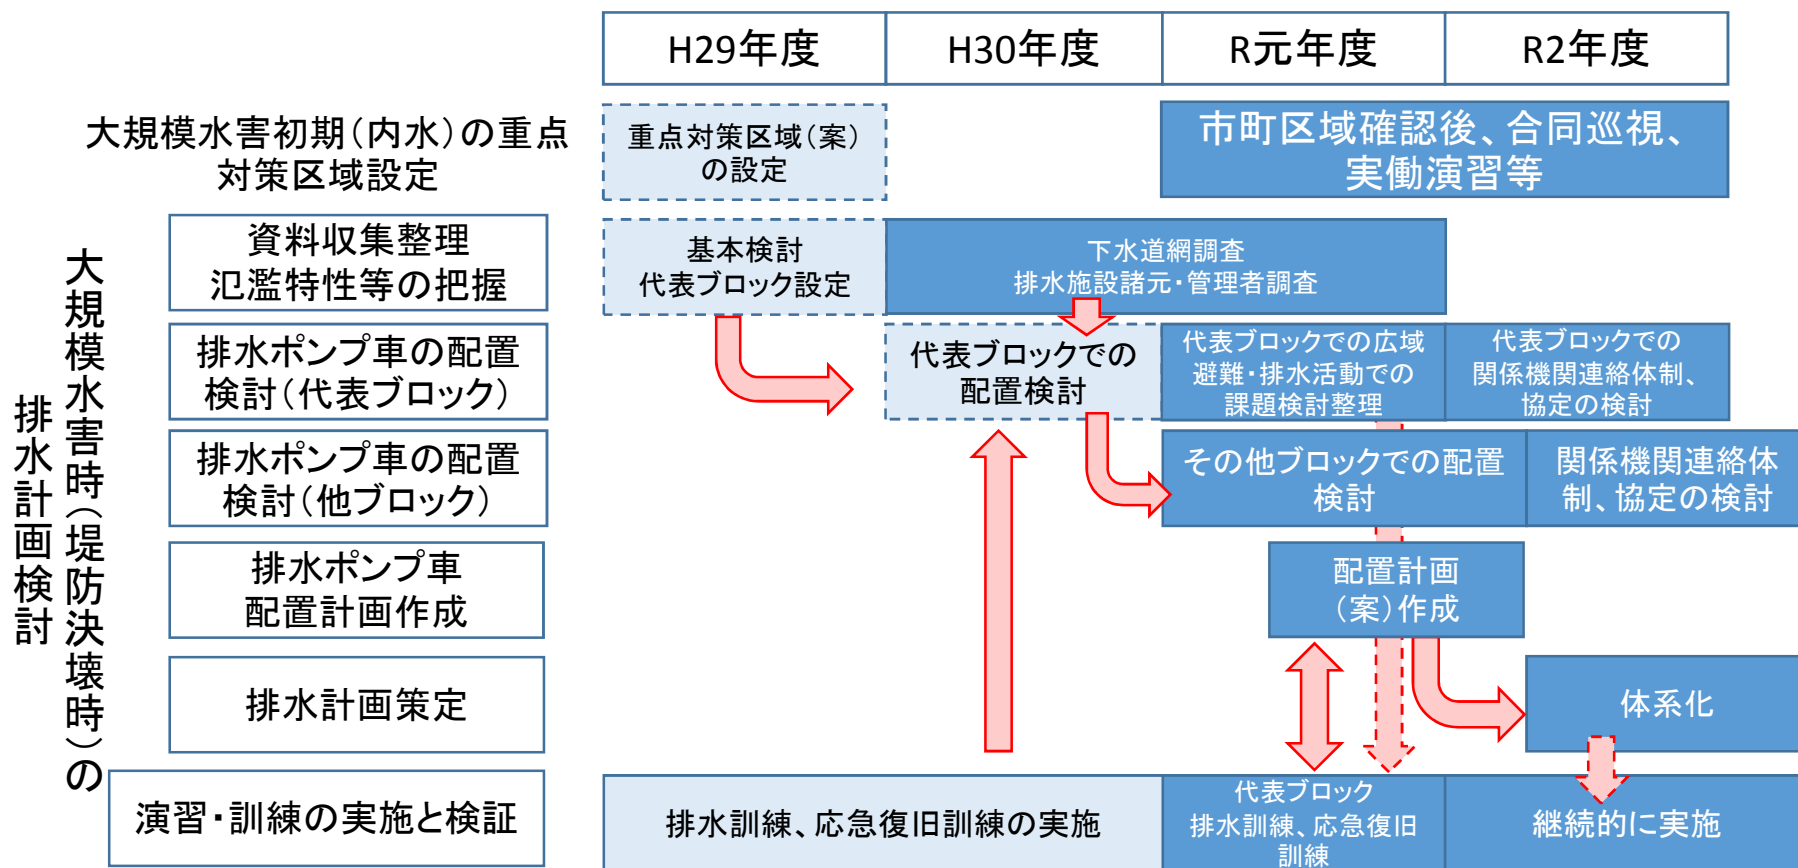 H29年度
H30年度
R元年度
R2年度
大規模水害初期(内水)の重点
対策区域設定
重点対策区域(案)
の設定
市町区域確認後、合同巡視、
実働演習等
大規模水害時(堤防決壊時)の
排水計画検討
資料収集整理
氾濫特性等の把握
基本検討
代表ブロック設定
下水道網調査
排水施設諸元・管理者調査
排水ポンプ車の配置
検討(代表ブロック)
代表ブロックでの
配置検討
代表ブロックでの広域
避難・排水活動での
課題検討整理
代表ブロックでの
関係機関連絡体制、
協定の検討
排水ポンプ車の配置
検討(他ブロック)
その他ブロックでの配置
検討
関係機関連絡体
制、協定の検討
排水ポンプ車
配置計画作成
配置計画
(案)作成
排水計画策定
体系化
演習・訓練の実施と検証
排水訓練、応急復旧訓練の実施
代表ブロック
排水訓練、応急復旧
訓練
継続的に実施